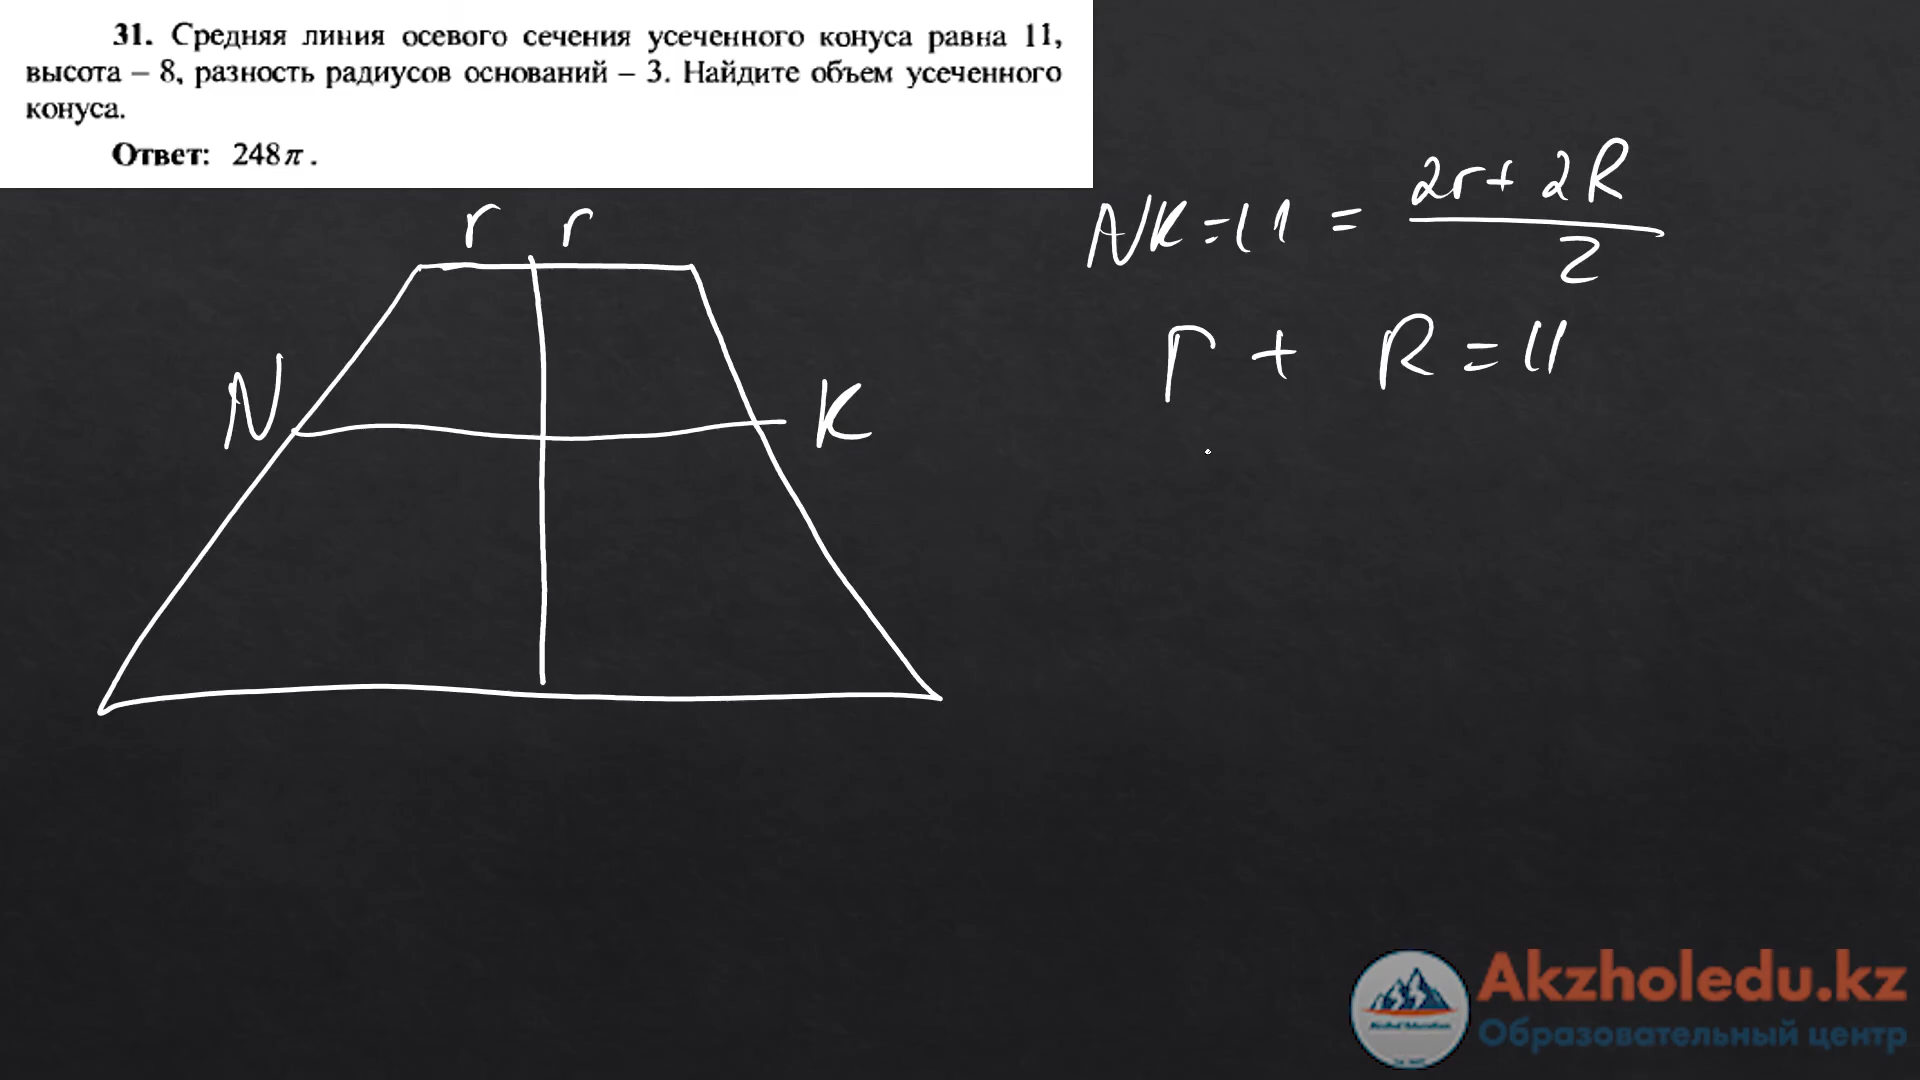 31. Средняя линия осевого сечения усеченного конуса равна 11,
высота – 8, разность радиусов оснований – 3. Найдите объем усеченного
конуса.
Ответ: 248π.
r r
N K
NK = 11 = (2r + 2R) / 2
r + R = 11
Akzholedu.kz
Образовательный центр